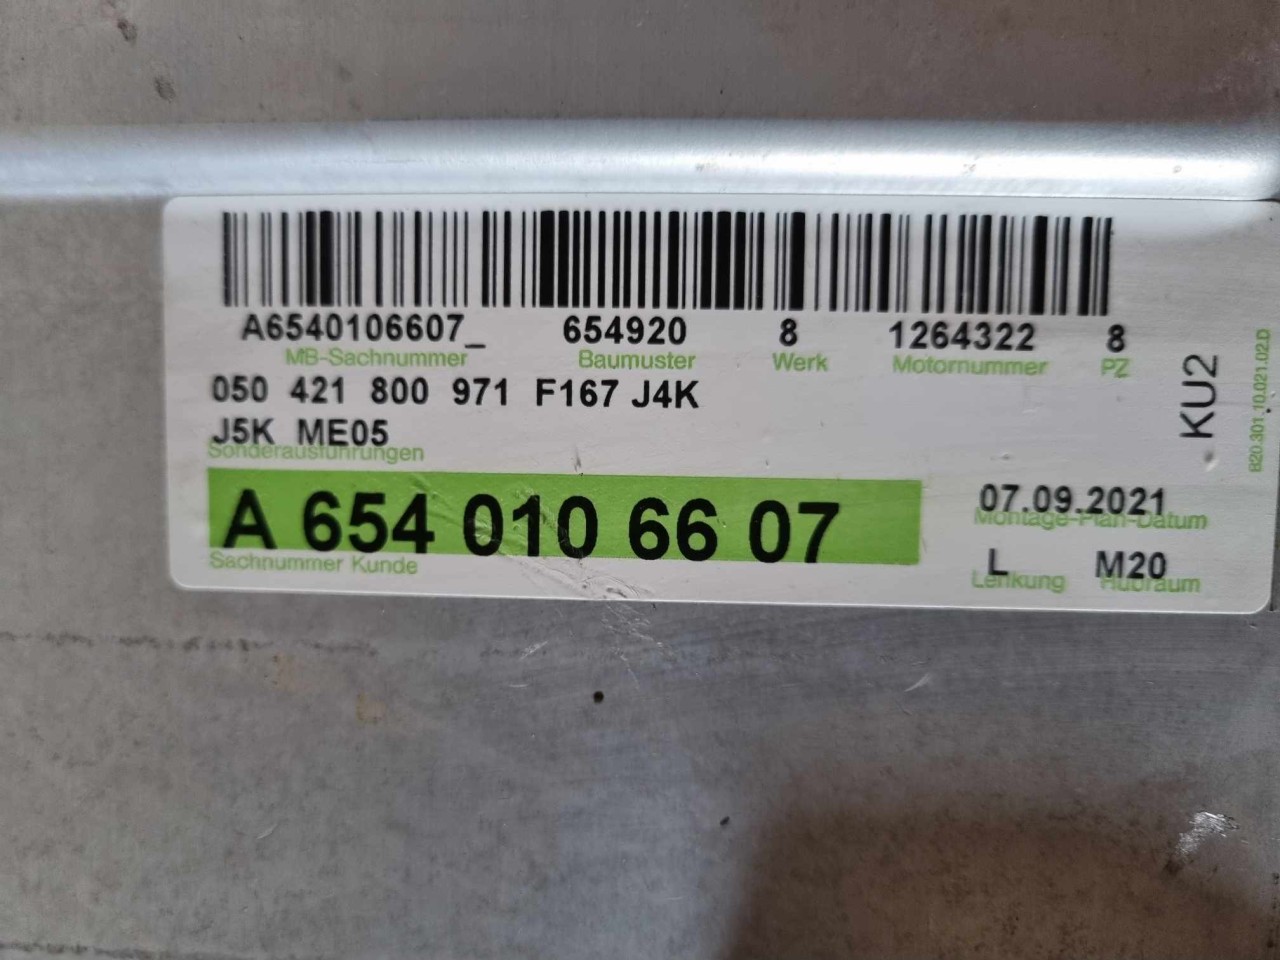 A6540106607_ 654920 8 1264322 8
MB-Sachnummer Baumuster Werk Motornummer PZ
050 421 800 971 F167 J4K
J5K ME05
Sonderausführungen
A 654 010 66 07
Sachnummer Kunde
07.09.2021
Montage-Plan-Datum
L M20
Lenkung Hubraum
KU2
B20.301.10.021.02.D